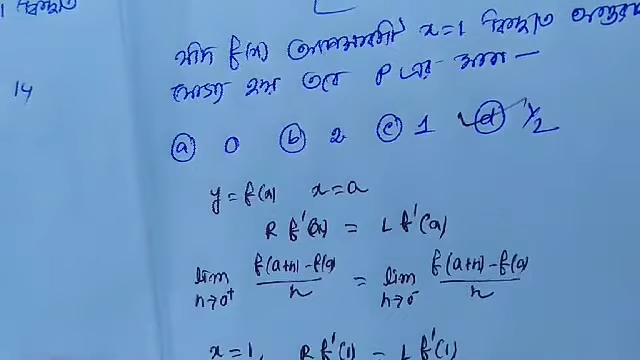 বিন্দুতে
14
যদি f(x) অপেক্ষকটি x=1 বিন্দুতে
হয় তবে P এর মান —
(a) 0 (b) 2 (c) 1 (d) 1/2
y = f(x) x = a
R f'(a) = L f'(a)
lim h→0⁺ f(a+h) - f(a) / h = lim h→0⁻ f(a+h) - f(a) / h
x = 1, R f'(1) = L f'(1)